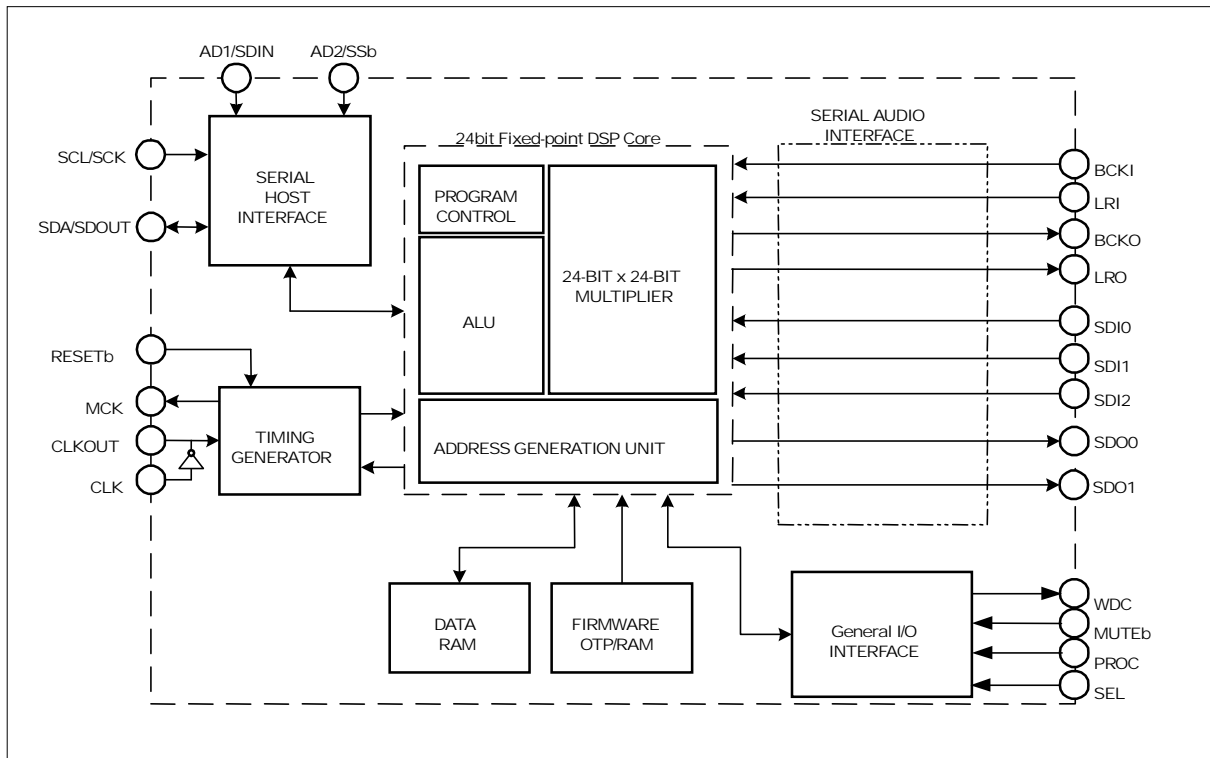 AD1/SDIN
AD2/SSb
SCL/SCK
SDA/SDOUT
SERIAL
HOST
INTERFACE
24bit Fixed-point DSP Core
PROGRAM
CONTROL
ALU
24-BIT x 24-BIT
MULTIPLIER
ADDRESS GENERATION UNIT
SERIAL AUDIO
INTERFACE
BCKI
LRI
BCKO
LRO
SDI0
SDI1
SDI2
SDO0
SDO1
RESETb
MCK
CLKOUT
CLK
TIMING
GENERATOR
DATA
RAM
FIRMWARE
OTP/RAM
General I/O
INTERFACE
WDC
MUTEb
PROC
SEL